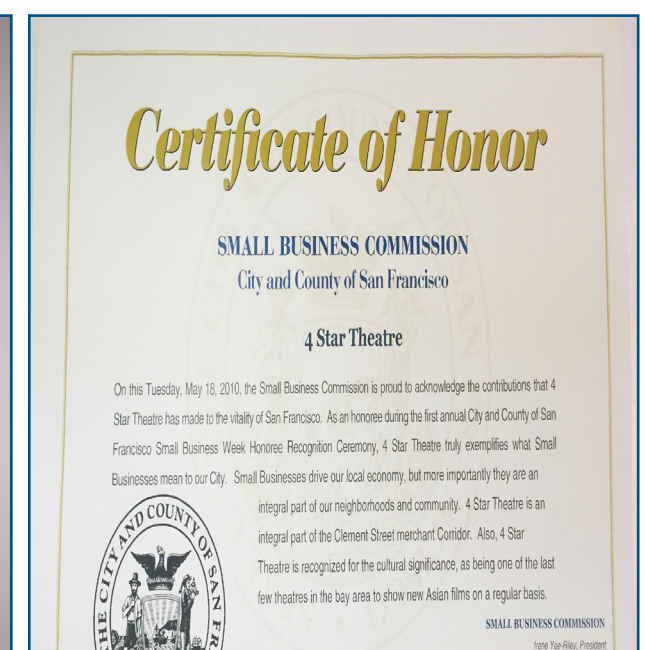 Certificate of Honor
SMALL BUSINESS COMMISSION
City and County of San Francisco
4 Star Theatre
On this Tuesday, May 18, 2010, the Small Business Commission is proud to acknowledge the contributions that 4
Star Theatre has made to the vitality of San Francisco. As an honoree during the first annual City and County of San
Francisco Small Business Week Honoree Recognition Ceremony, 4 Star Theatre truly exemplifies what Small
Businesses mean to our City. Small Businesses drive our local economy, but more importantly they are an
integral part of our neighborhoods and community. 4 Star Theatre is an
integral part of the Clement Street merchant Corridor. Also, 4 Star
Theatre is recognized for the cultural significance, as being one of the last
few theatres in the bay area to show new Asian films on a regular basis.
THE CITY AND COUNTY OF SAN FR
SMALL BUSINESS COMMISSION
Irene Yee-Riley, President